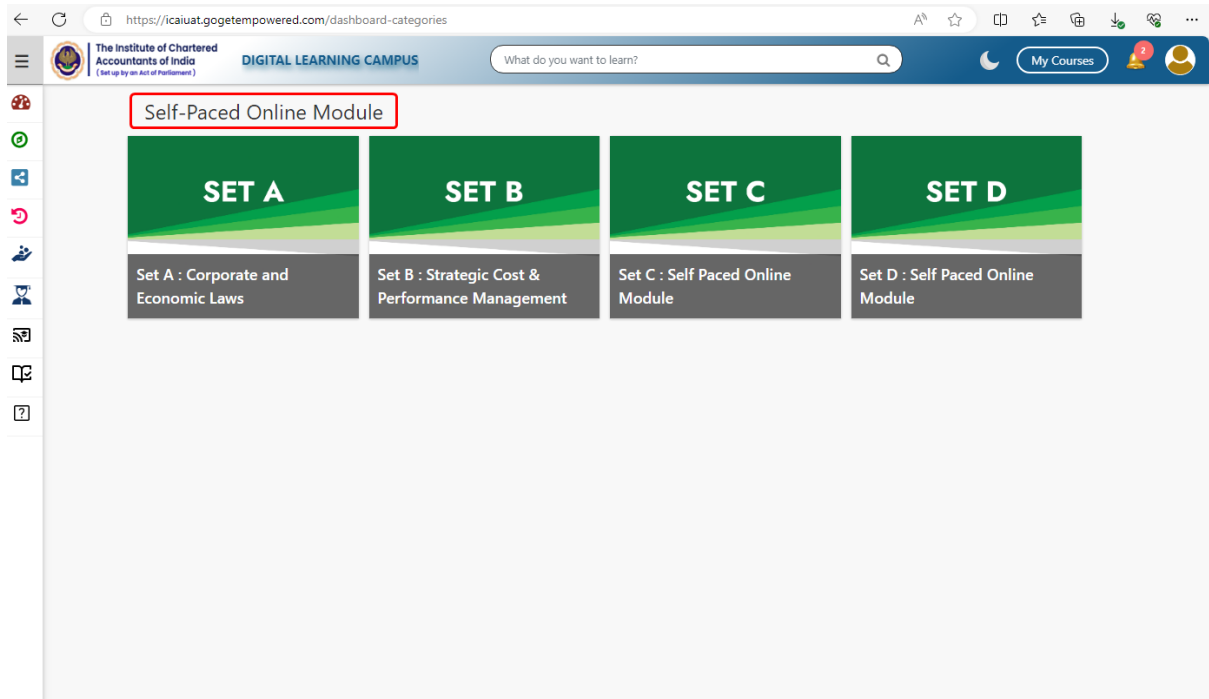 https://icaiuat.gogetempowered.com/dashboard-categories
The Institute of Chartered
Accountants of India
(Set up by an Act of Parliament)
DIGITAL LEARNING CAMPUS
What do you want to learn?
My Courses
2
Self-Paced Online Module
SET A
SET B
SET C
SET D
Set A : Corporate and
Economic Laws
Set B : Strategic Cost &
Performance Management
Set C : Self Paced Online
Module
Set D : Self Paced Online
Module